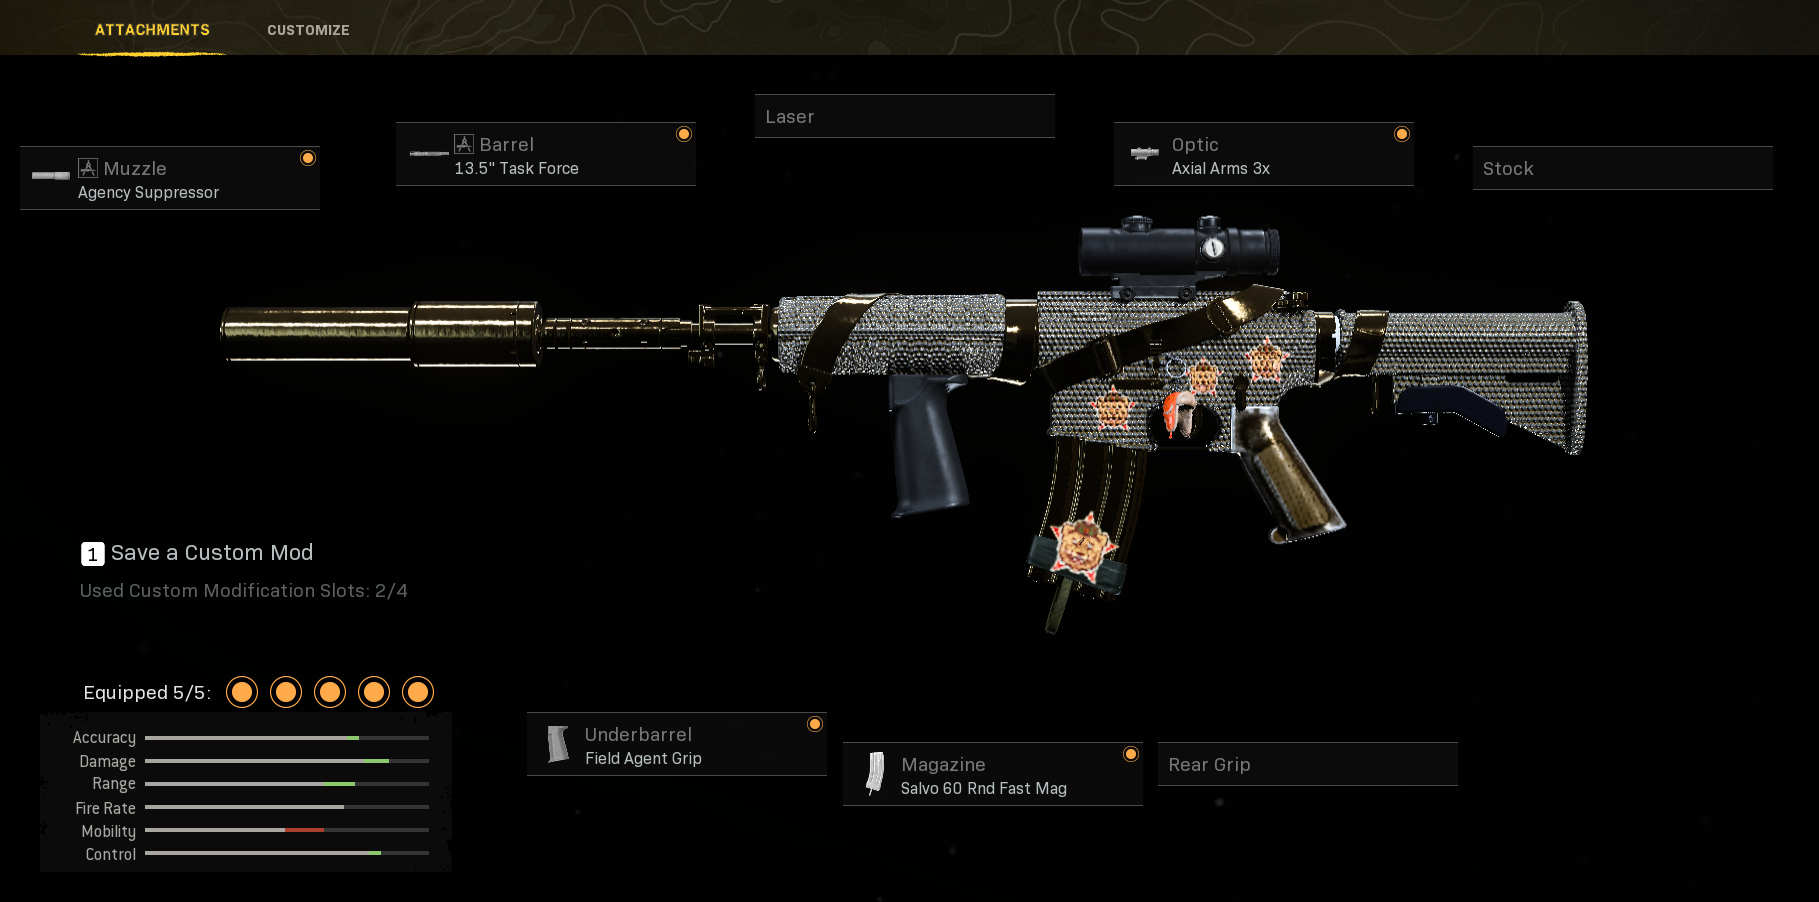 ATTACHMENTS
CUSTOMIZE
Laser
Barrel
13.5" Task Force
Optic
Axial Arms 3x
Muzzle
Agency Suppressor
Stock
1 Save a Custom Mod
Used Custom Modification Slots: 2/4
Equipped 5/5:
Accuracy
Damage
Range
Fire Rate
Mobility
Control
Underbarrel
Field Agent Grip
Magazine
Salvo 60 Rnd Fast Mag
Rear Grip